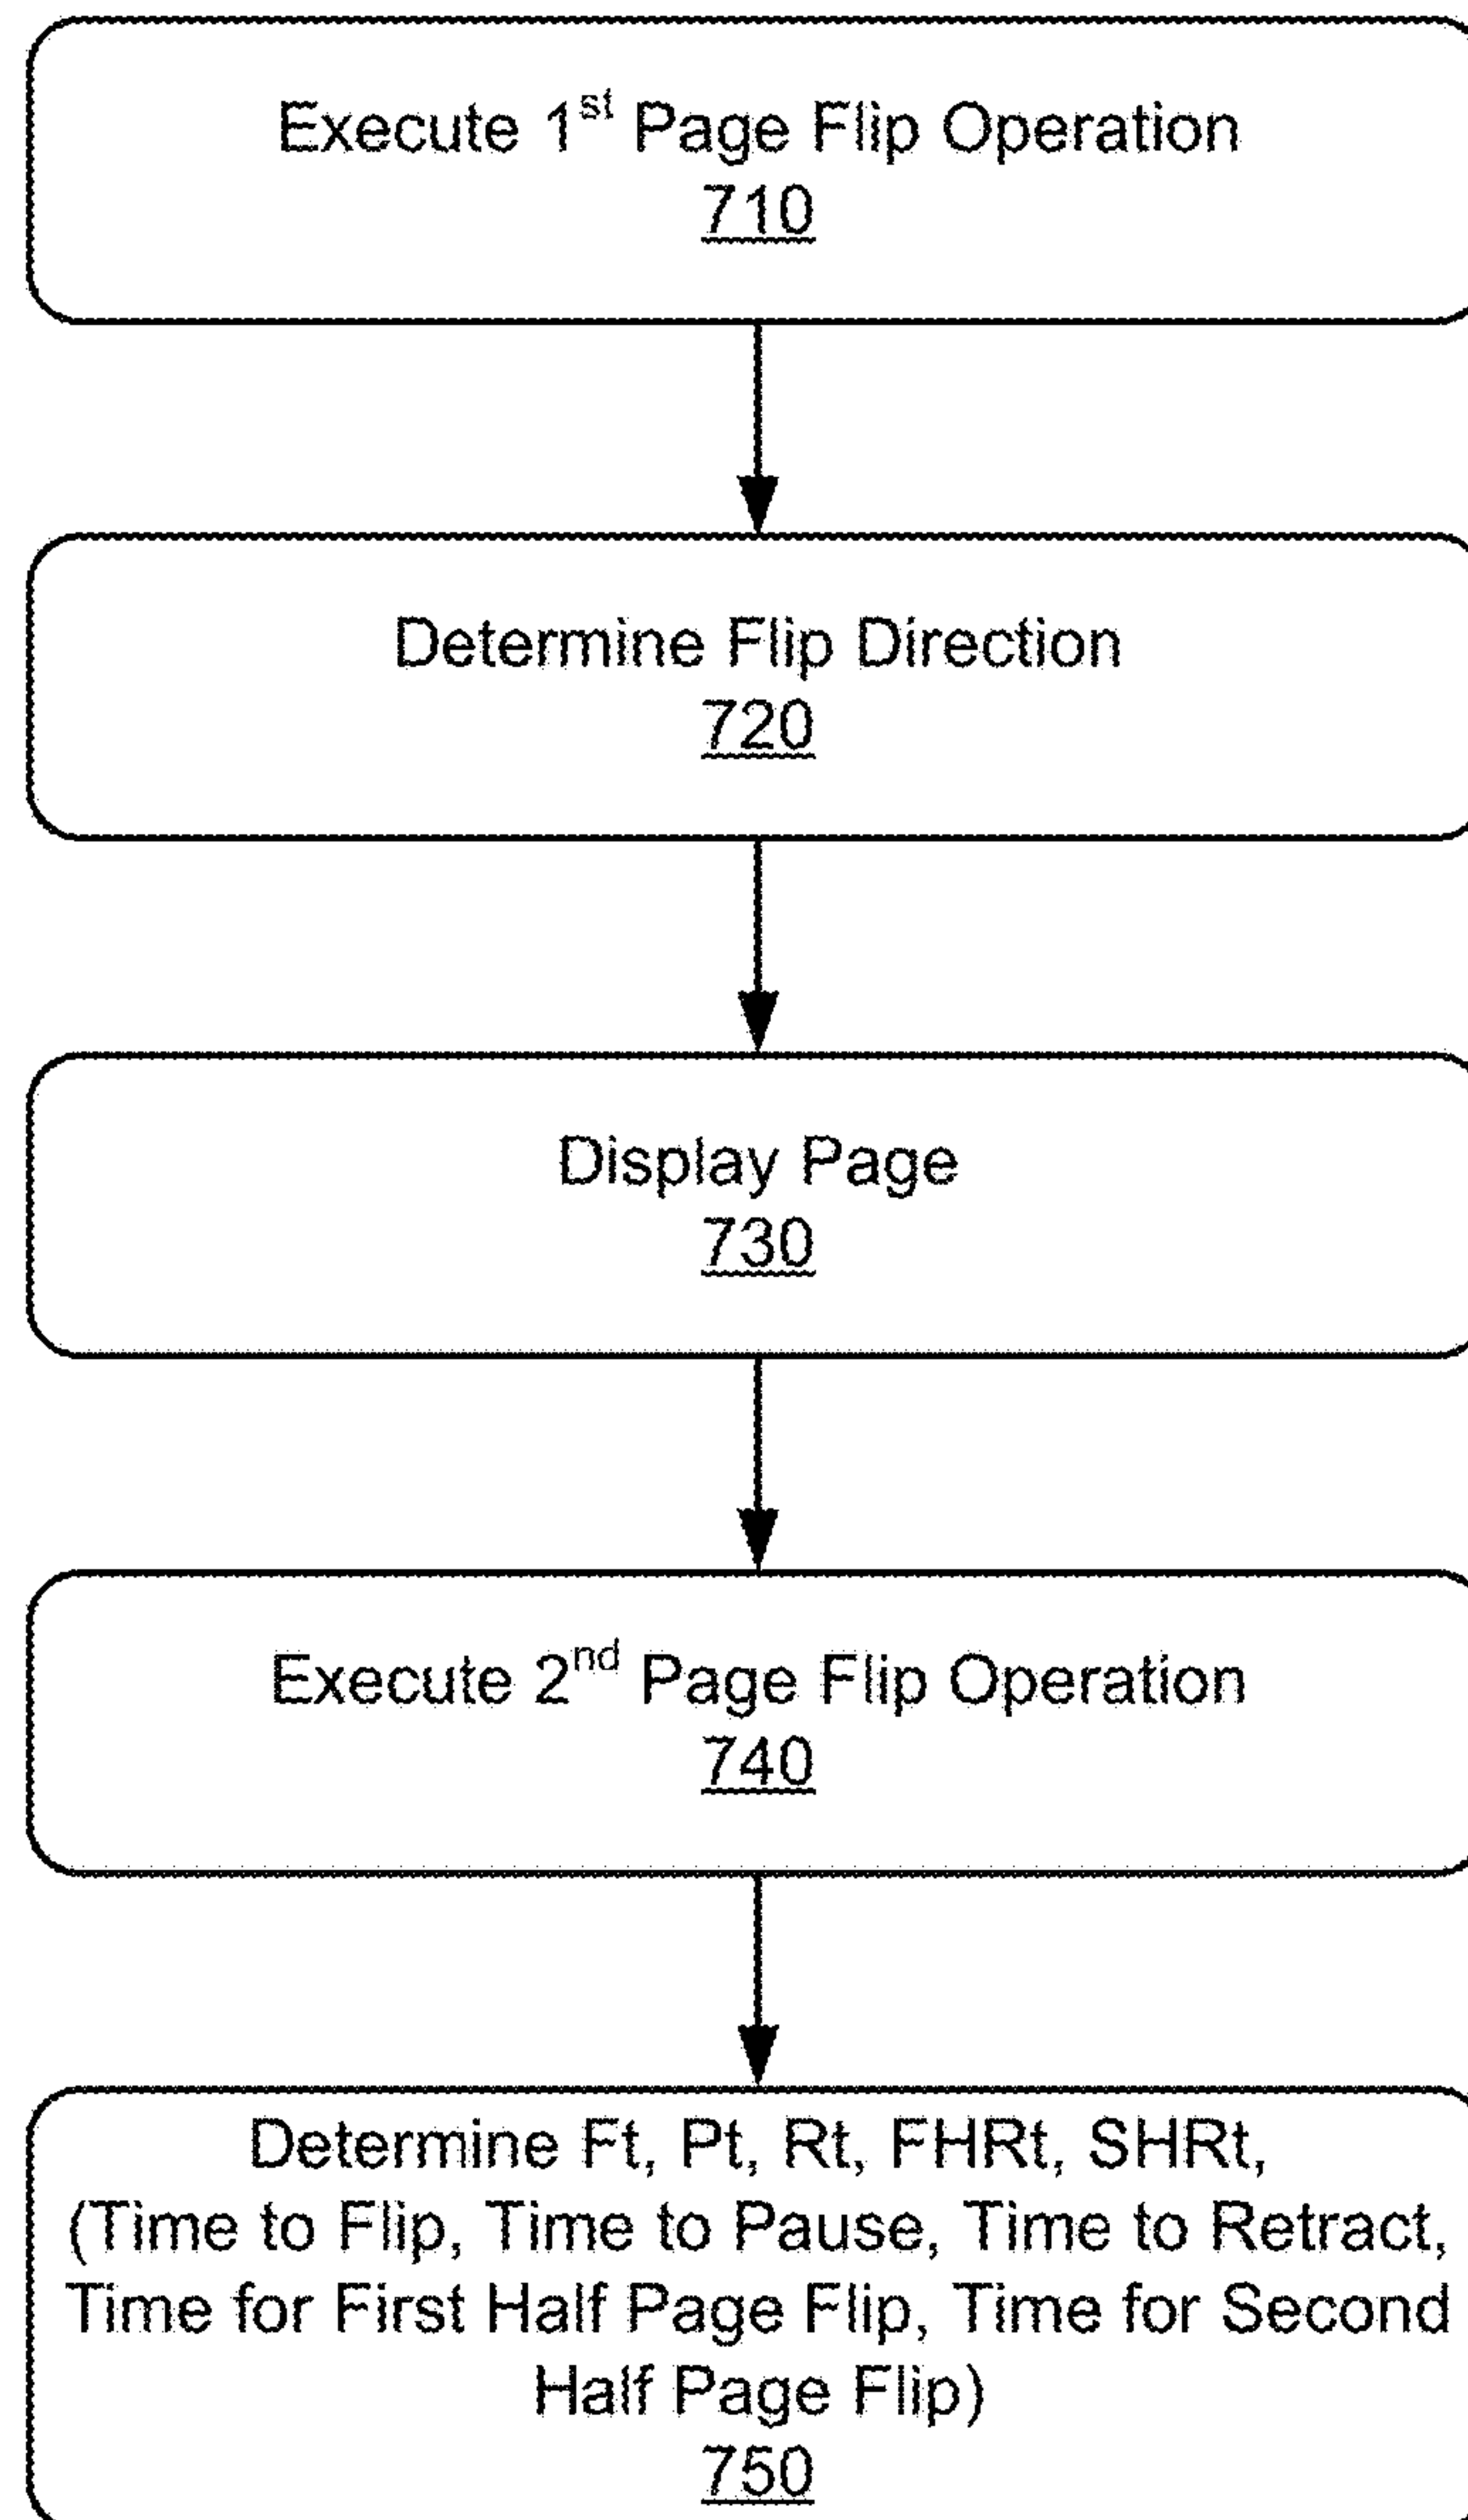 Execute 1st Page Flip Operation
710
Determine Flip Direction
720
Display Page
730
Execute 2nd Page Flip Operation
740
Determine Ft, Pt, Rt, FHRt, SHRt,
(Time to Flip, Time to Pause, Time to Retract,
Time for First Half Page Flip, Time for Second
Half Page Flip)
750